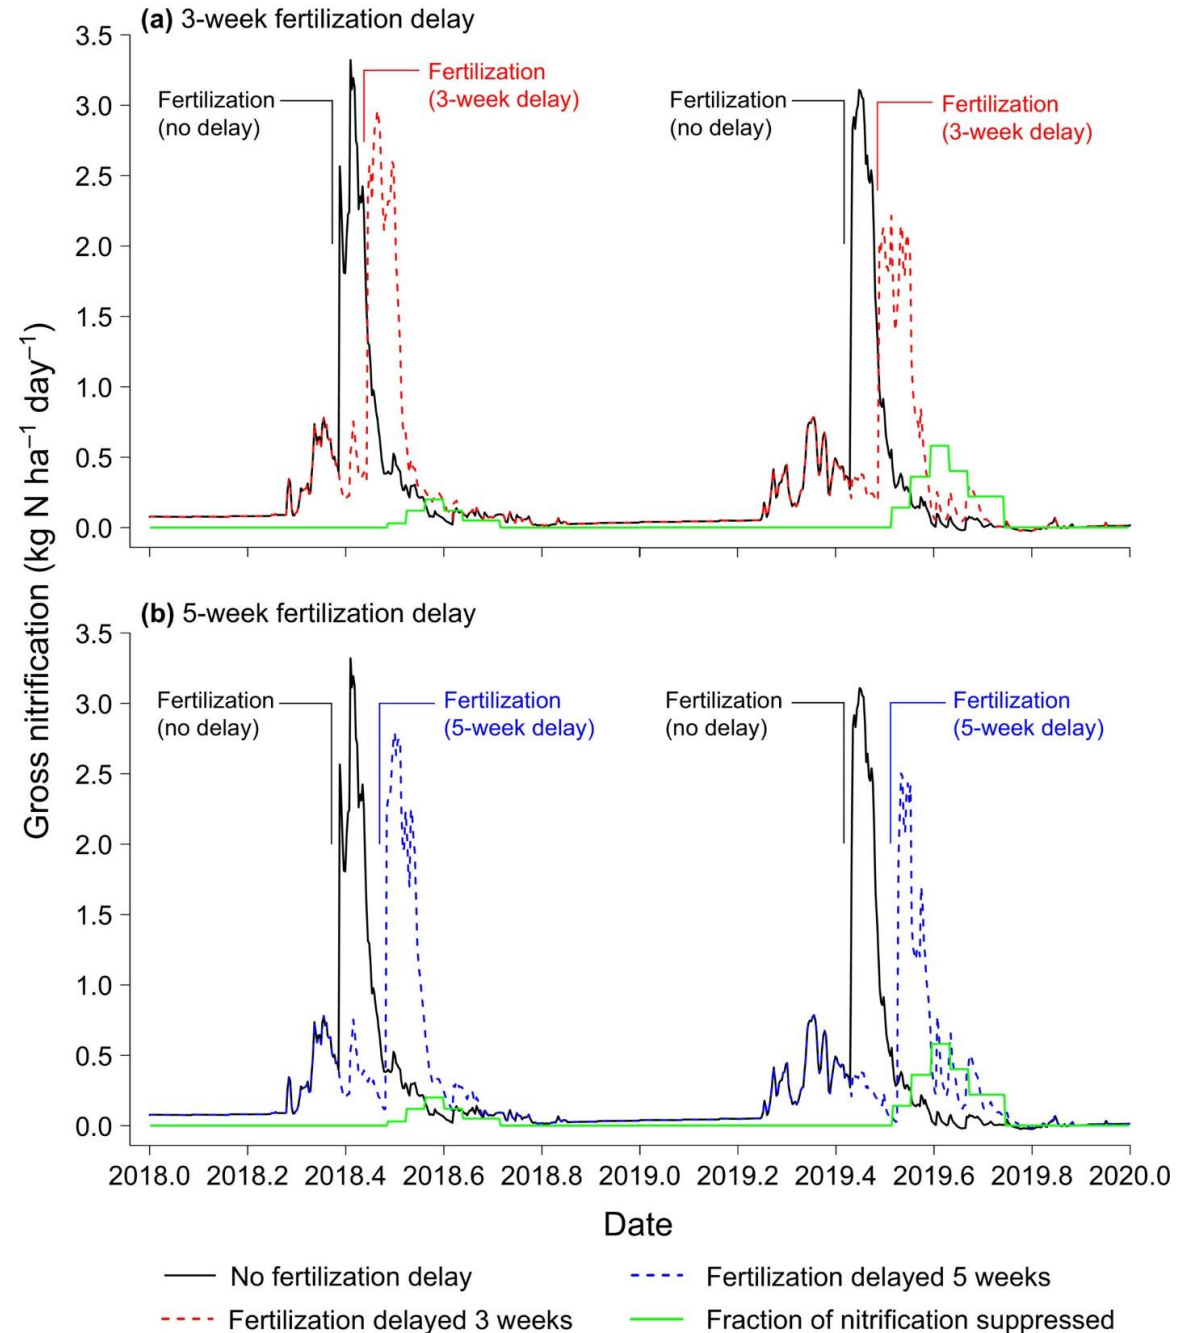 (a) 3-week fertilization delay
3.5
3.0
2.5
2.0
1.5
1.0
0.5
0.0
Fertilization
(no delay)
Fertilization
(3-week delay)
Fertilization
(no delay)
Fertilization
(3-week delay)
Gross nitrification (kg N ha⁻¹ day⁻¹)
(b) 5-week fertilization delay
3.5
3.0
2.5
2.0
1.5
1.0
0.5
0.0
Fertilization
(no delay)
Fertilization
(5-week delay)
Fertilization
(no delay)
Fertilization
(5-week delay)
2018.0 2018.2 2018.4 2018.6 2018.8 2019.0 2019.2 2019.4 2019.6 2019.8 2020.0
Date
No fertilization delay
Fertilization delayed 5 weeks
Fertilization delayed 3 weeks
Fraction of nitrification suppressed